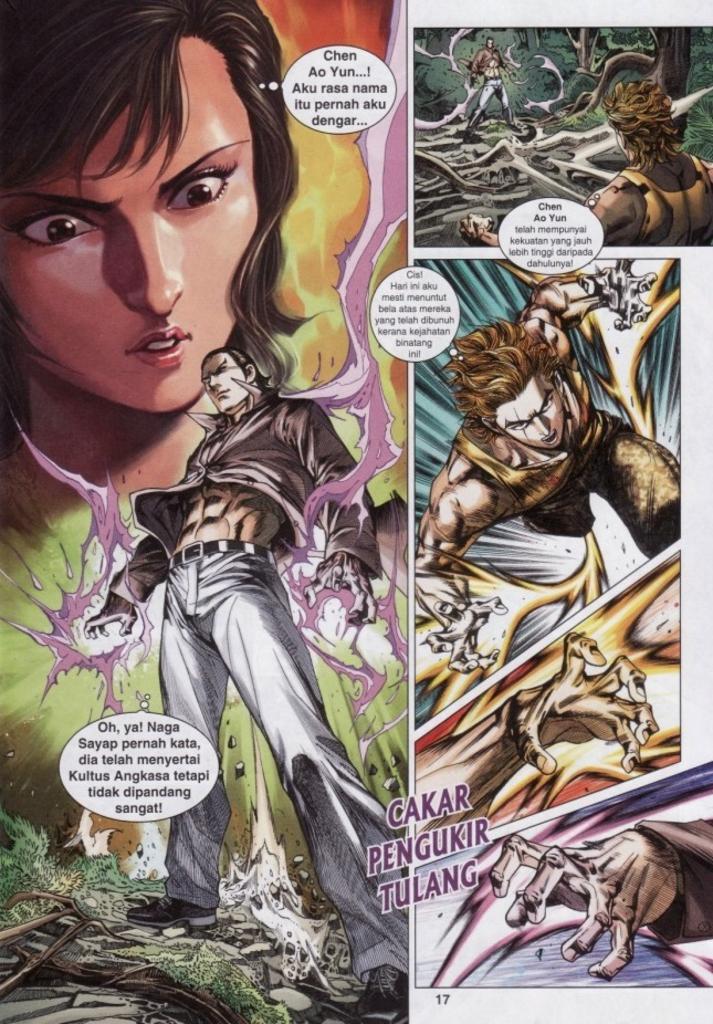 Chen
Ao Yun...!
Aku rasa nama
itu pernah aku
dengar...
Oh, ya! Naga
Sayap pernah kata,
dia telah menyertai
Kultus Angkasa tetapi
tidak dipandang
sangat!
Chen
Ao Yun
telah mempunyai
kekuatan yang jauh
lebih tinggi daripada
dahulunya!
Cis!
Hari ini aku
mesti menuntut
bela atas mereka
yang telah dibunuh
kerana kejahatan
binatang
ini!
CAKAR
PENGUKIR
TULANG
17